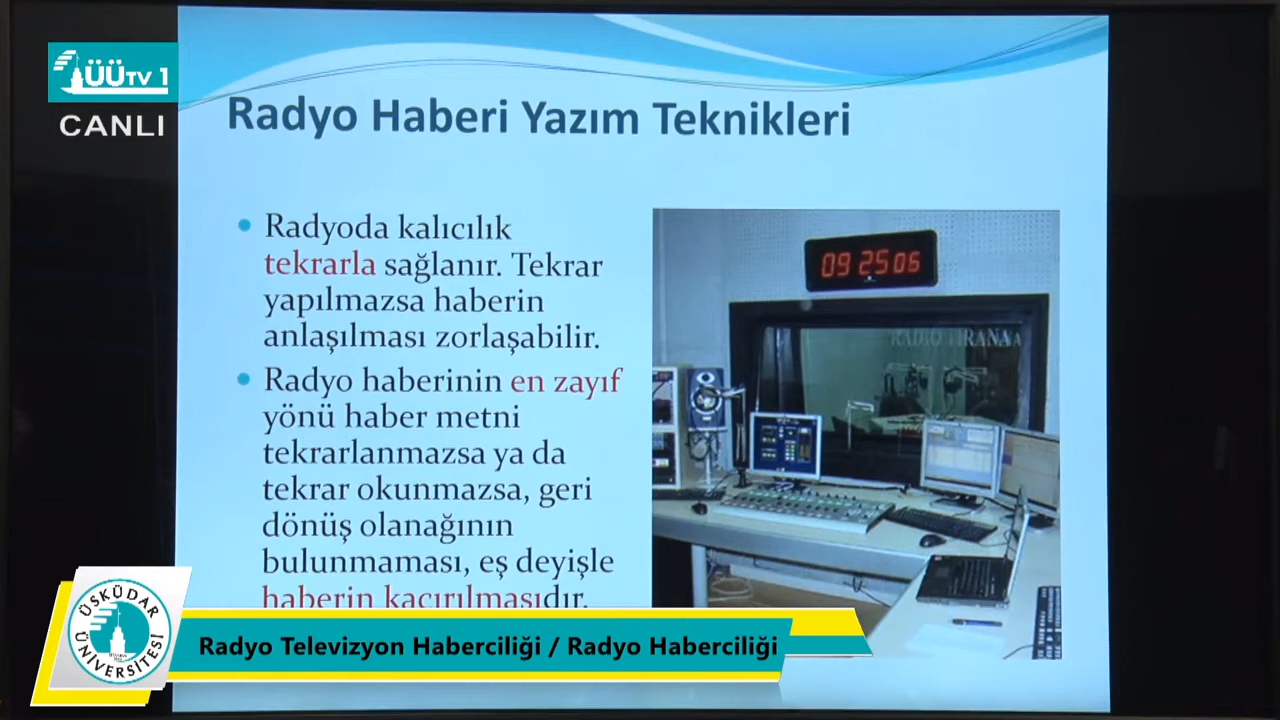 ÜÜTV 1
CANLI
Radyo Haberi Yazım Teknikleri
Radyoda kalıcılık
tekrarla sağlanır. Tekrar
yapılmazsa haberin
anlaşılması zorlaşabilir.
Radyo haberinin en zayıf
yönü haber metni
tekrarlanmazsa ya da
tekrar okunmazsa, geri
dönüş olanağının
bulunmaması, eş deyişle
haberin kaçırılmasıdır.
09 25 06
RADIO TIRANA
ÜSKÜDAR
ÜNİVERSİTESİ
Radyo Televizyon Haberciliği / Radyo Haberciliği